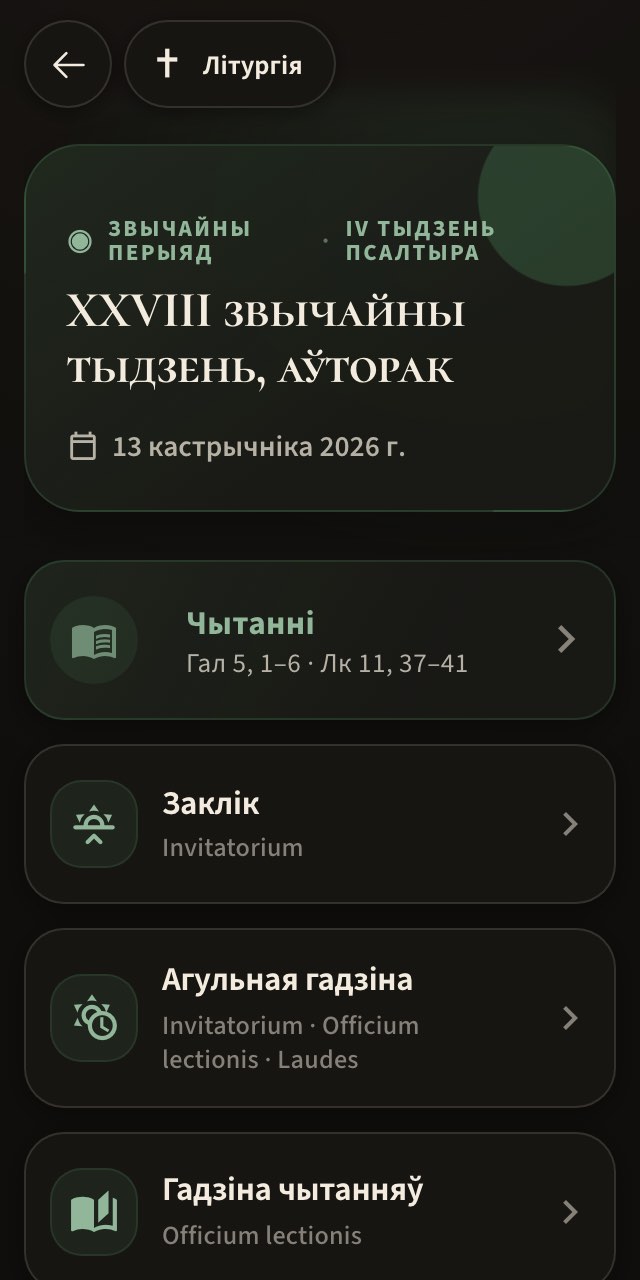 Літургія
ЗВЫЧАЙНЫ
ПЕРЫЯД
·
IV ТЫДЗЕНЬ
ПСАЛТЫРА
XXVIII ЗВЫЧАЙНЫ
ТЫДЗЕНЬ, АЎТОРАК
13 кастрычніка 2026 г.
Чытанні
Гал 5, 1–6 · Лк 11, 37–41
Заклік
Invitatorium
Агульная гадзіна
Invitatorium · Officium
lectionis · Laudes
Гадзіна чытанняў
Officium lectionis